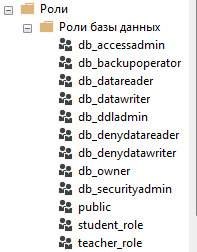 Роли
Роли базы данных
db_accessadmin
db_backupoperator
db_datareader
db_datawriter
db_ddladmin
db_denydatareader
db_denydatawriter
db_owner
db_securityadmin
public
student_role
teacher_role